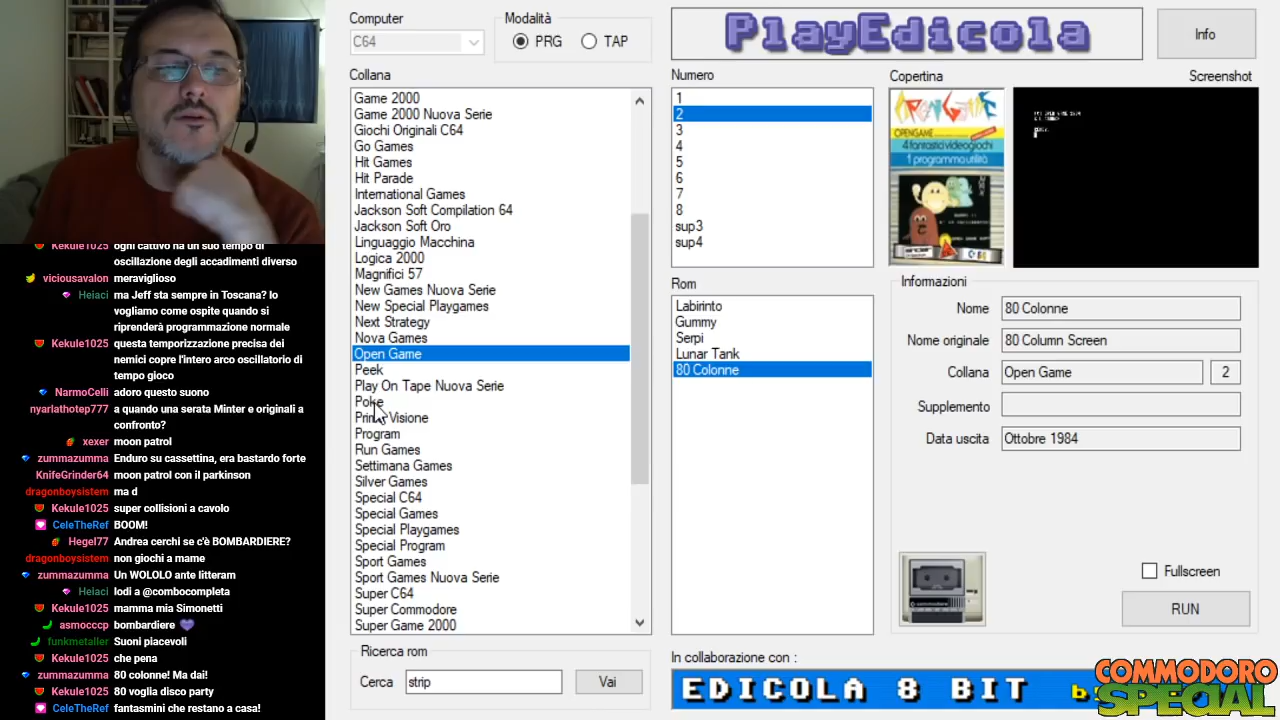 Computer
C64
Modalità
PRG
TAP
PlayEdicola
Info
Collana
Game 2000
Game 2000 Nuova Serie
Giochi Originali C64
Go Games
Hit Games
Hit Parade
International Games
Jackson Soft Compilation 64
Jackson Soft Oro
Linguaggio Macchina
Logica 2000
Magnifici 57
New Games Nuova Serie
New Special Playgames
Next Strategy
Nova Games
Open Game
Peek
Play On Tape Nuova Serie
Poke
Prima Visione
Program
Run Games
Settimana Games
Silver Games
Special C64
Special Games
Special Playgames
Special Program
Sport Games
Sport Games Nuova Serie
Super C64
Super Commodore
Super Game 2000
Ricerca rom
Cerca
strip
Vai
Numero
1
2
3
4
5
6
7
8
sup3
sup4
Copertina
OPENGAME
4 fantastici videogiochi
1 programma utilità
Screenshot
Rom
Labirinto
Gummy
Serpi
Lunar Tank
80 Colonne
Informazioni
Nome
80 Colonne
Nome originale
80 Column Screen
Collana
Open Game
2
Supplemento
Data uscita
Ottobre 1984
Fullscreen
RUN
In collaborazione con :
EDICOLA 8 BIT
COMMODORO
SPECIAL
Kekule1025 ogni cattivo ha un suo tempo di
oscillazione degli accadimenti diverso
viciousavalon meraviglioso
Heiaci ma Jeff sta sempre in Toscana? lo
vogliamo come ospite quando si
riprenderà programmazione normale
Kekule1025 questa temporizzazione precisa dei
nemici copre l'intero arco oscillatorio di
tempo gioco
NarmoCelli adoro questo suono
nyarlathotep777 a quando una serata Minter e originali a
confronto?
xexer moon patrol
zummazumma Enduro su cassettina, era bastardo forte
KnifeGrinder64 moon patrol con il parkinson
dragonboysistem ma d
Kekule1025 super collisioni a cavolo
CeleTheRef BOOM!
Hegel77 Andrea cerchi se c'è BOMBARDIERE?
dragonboysistem non giochi a mame
zummazumma Un WOLOLO ante litteram
Heiaci lodi a @combocompleta
Kekule1025 mamma mia Simonetti
asmocccp bombardiere 💜
funkmetaller Suoni piacevoli
Kekule1025 che pena
zummazumma 80 colonne! Ma dai!
Kekule1025 80 voglia disco party
CeleTheRef fantasmini che restano a casa!